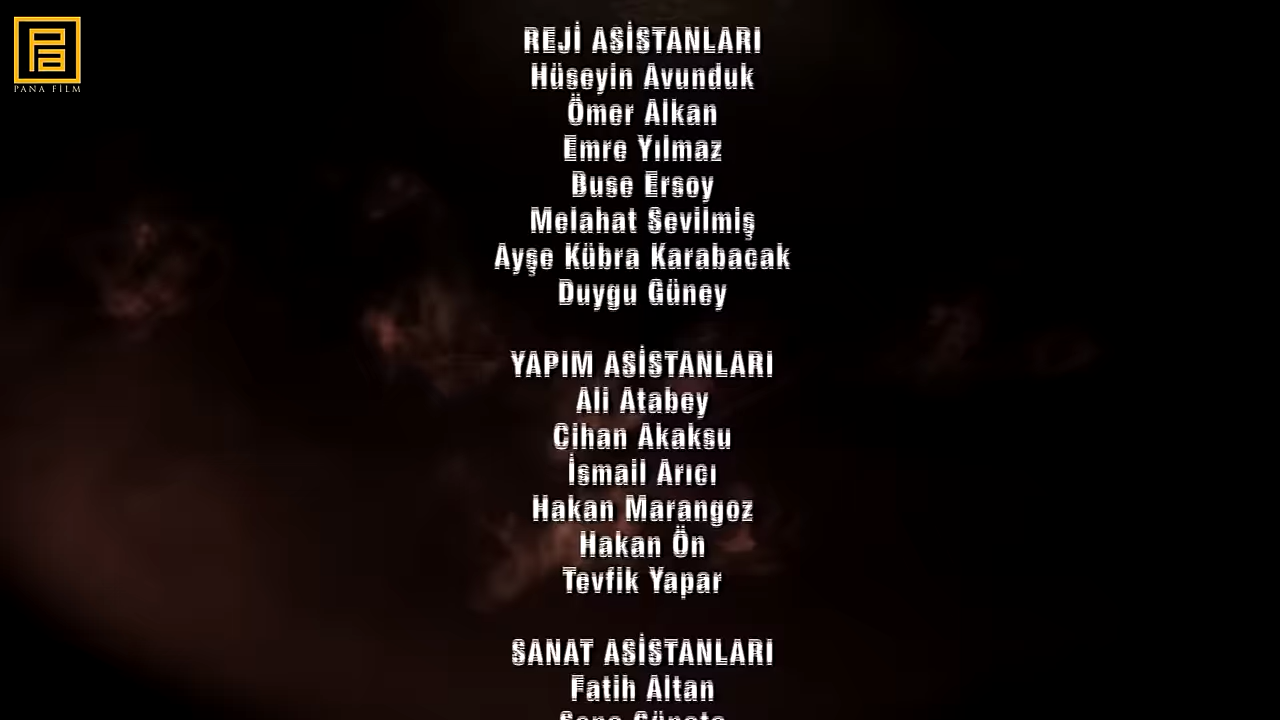 PANA FİLM
REJİ ASİSTANLARI
Hüseyin Avunduk
Ömer Alkan
Emre Yılmaz
Buse Ersoy
Melahat Sevilmiş
Ayşe Kübra Karabacak
Duygu Güney
YAPIM ASİSTANLARI
Ali Atabey
Cihan Akaksu
İsmail Arıcı
Hakan Marangoz
Hakan Ön
Tevfik Yapar
SANAT ASİSTANLARI
Fatih Altan